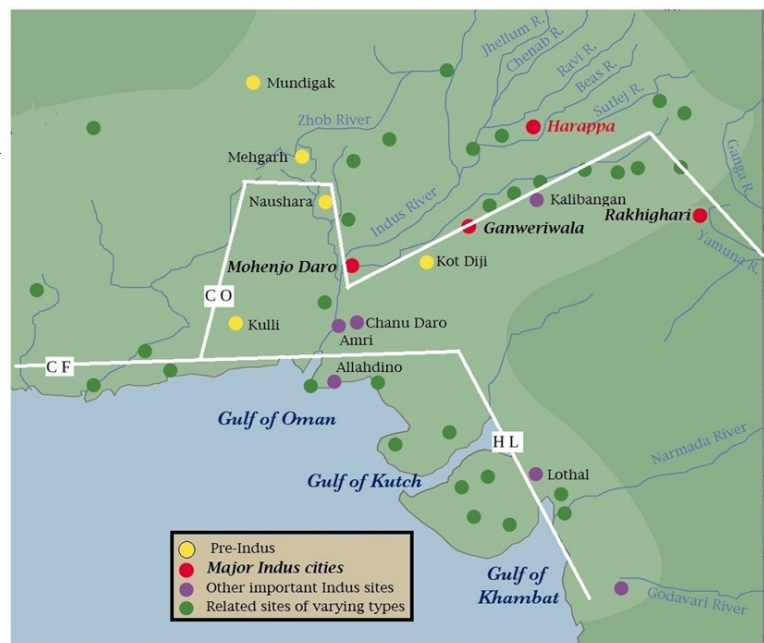 Jhellum R.
Chenab R.
Ravi R.
Beas R.
Sutlej R.
Mundigak
Zhob River
Harappa
Mehgarh
Ganga R.
Naushara
Indus River
Kalibangan
Rakhighari
Ganweriwala
Yamuna R.
Mohenjo Daro
Kot Diji
C O
Kulli
Chanu Daro
Amri
C F
Allahdino
Gulf of Oman
H L
Narmada River
Gulf of Kutch
Lothal
Pre-Indus
Major Indus cities
Other important Indus sites
Related sites of varying types
Gulf of
Khambat
Godavari River